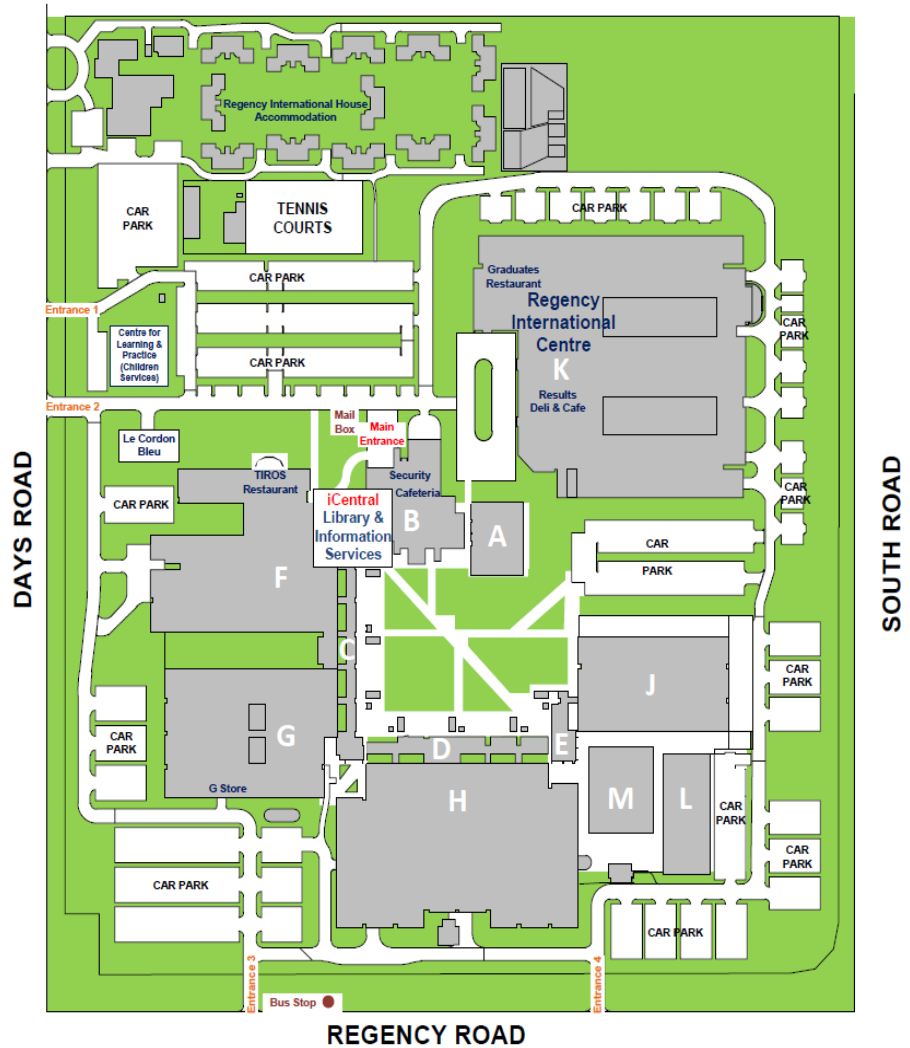 Regency International House
Accommodation
CAR
PARK
TENNIS
COURTS
CAR PARK
CAR PARK
Graduates
Restaurant
Regency
International
Centre
K
Results
Deli & Cafe
Entrance 1
Centre for
Learning &
Practice
(Children
Services)
CAR PARK
CAR
PARK
Entrance 2
Mail
Box
Main
Entrance
Le Cordon
Bleu
TIROS
Restaurant
Security
Cafeteria
CAR PARK
iCentral
Library &
Information
Services
B
A
CAR
PARK
CAR
PARK
F
DAYS ROAD
SOUTH ROAD
C
J
CAR
PARK
G
CAR
PARK
D
E
G Store
H
M
L
CAR
PARK
CAR PARK
CAR
PARK
CAR PARK
Entrance 3
Entrance 4
Bus Stop
REGENCY ROAD